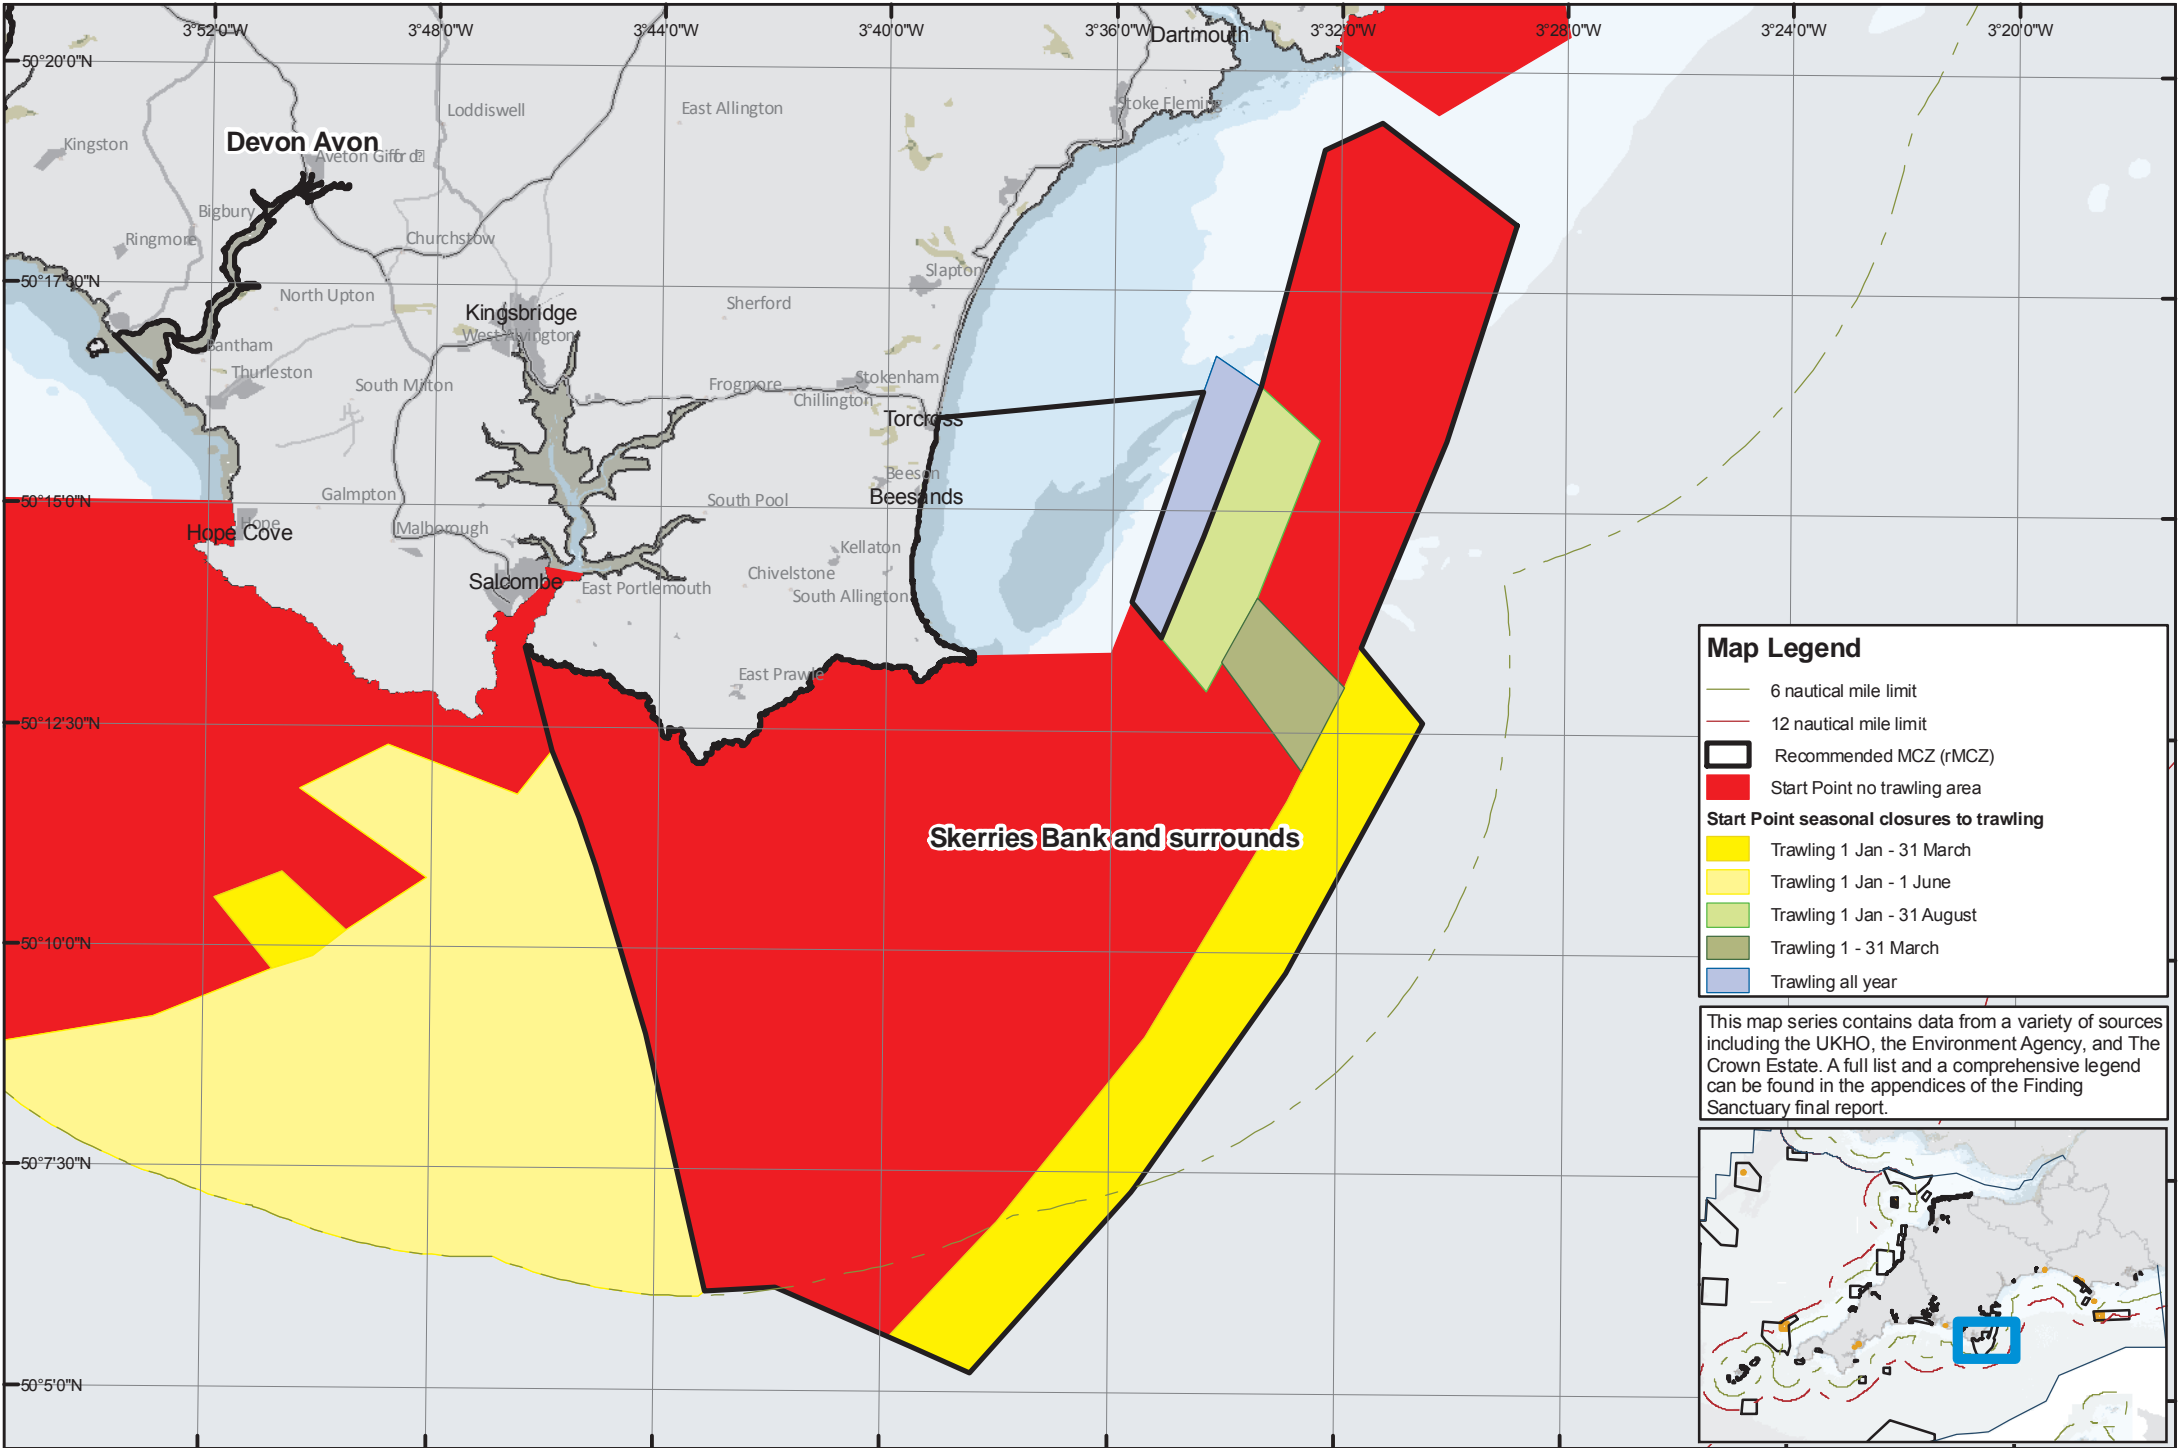 3°52'0"W
3°48'0"W
3°44'0"W
3°40'0"W
3°36'0"W
3°32'0"W
3°28'0"W
3°24'0"W
3°20'0"W
Dartmouth
50°20'0"N
Stoke Fleming
Loddiswell
East Allington
Kingston
Devon Avon
Aveton Gifford
Bigbury
Ringmore
Churchstow
Slapton
50°17'30"N
North Upton
Sherford
Kingsbridge
West Alvington
Bantham
Thurleston
South Milton
Frogmore
Stokenham
Chillington
Torcross
Beeson
Beesands
50°15'0"N
Galmpton
South Pool
Hope
Hope Cove
Malborough
Kellaton
Salcombe
East Portlemouth
Chivelstone
South Allington
East Prawle
50°12'30"N
Skerries Bank and surrounds
50°10'0"N
50°7'30"N
50°5'0"N
Map Legend
6 nautical mile limit
12 nautical mile limit
Recommended MCZ (rMCZ)
Start Point no trawling area
Start Point seasonal closures to trawling
Trawling 1 Jan - 31 March
Trawling 1 Jan - 1 June
Trawling 1 Jan - 31 August
Trawling 1 - 31 March
Trawling all year
This map series contains data from a variety of sources
including the UKHO, the Environment Agency, and The
Crown Estate. A full list and a comprehensive legend
can be found in the appendices of the Finding
Sanctuary final report.